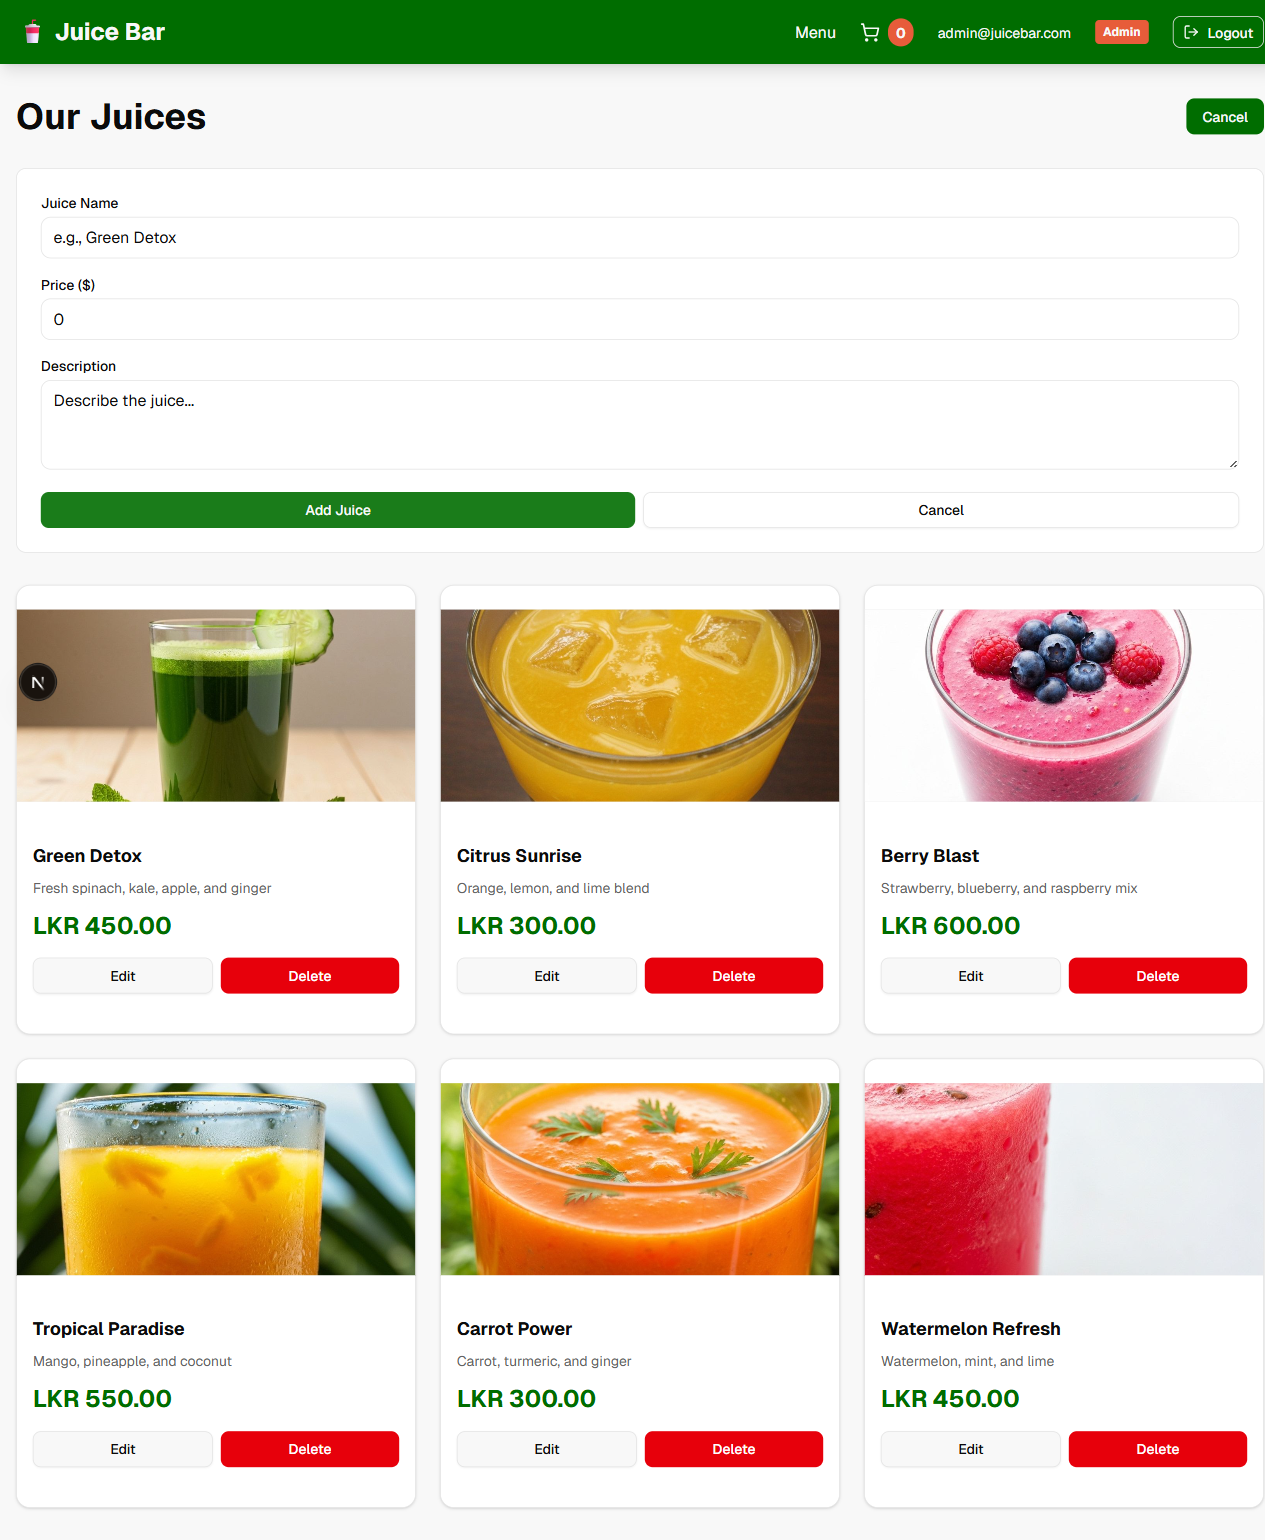 Juice Bar
Menu
0
admin@juicebar.com
Admin
Logout
Our Juices
Cancel
Juice Name
e.g., Green Detox
Price ($)
0
Description
Describe the juice...
Add Juice
Cancel
N
Green Detox
Fresh spinach, kale, apple, and ginger
LKR 450.00
Edit
Delete
Citrus Sunrise
Orange, lemon, and lime blend
LKR 300.00
Edit
Delete
Berry Blast
Strawberry, blueberry, and raspberry mix
LKR 600.00
Edit
Delete
Tropical Paradise
Mango, pineapple, and coconut
LKR 550.00
Edit
Delete
Carrot Power
Carrot, turmeric, and ginger
LKR 300.00
Edit
Delete
Watermelon Refresh
Watermelon, mint, and lime
LKR 450.00
Edit
Delete